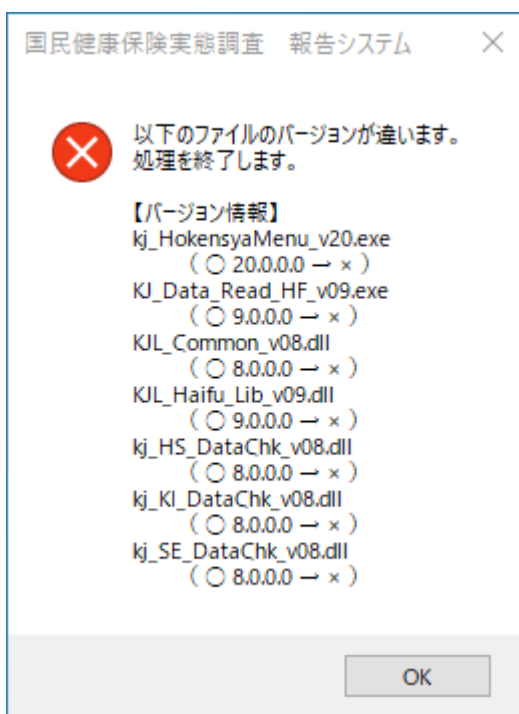 国民健康保険実態調査　報告システム
以下のファイルのバージョンが違います。
処理を終了します。
【バージョン情報】
kj_HokensyaMenu_v20.exe
（ ○ 20.0.0.0 → × ）
KJ_Data_Read_HF_v09.exe
（ ○ 9.0.0.0 → × ）
KJL_Common_v08.dll
（ ○ 8.0.0.0 → × ）
KJL_Haifu_Lib_v09.dll
（ ○ 9.0.0.0 → × ）
kj_HS_DataChk_v08.dll
（ ○ 8.0.0.0 → × ）
kj_KI_DataChk_v08.dll
（ ○ 8.0.0.0 → × ）
kj_SE_DataChk_v08.dll
（ ○ 8.0.0.0 → × ）
OK